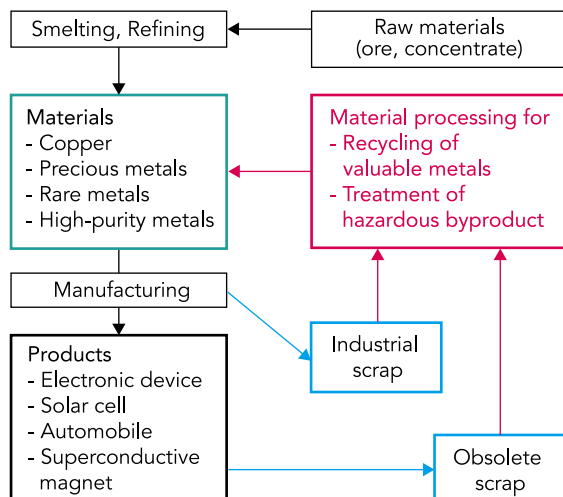 Smelting, Refining
Raw materials
(ore, concentrate)
Materials
- Copper
- Precious metals
- Rare metals
- High-purity metals
Material processing for
- Recycling of
valuable metals
- Treatment of
hazardous byproduct
Manufacturing
Industrial
scrap
Products
- Electronic device
- Solar cell
- Automobile
- Superconductive
magnet
Obsolete
scrap